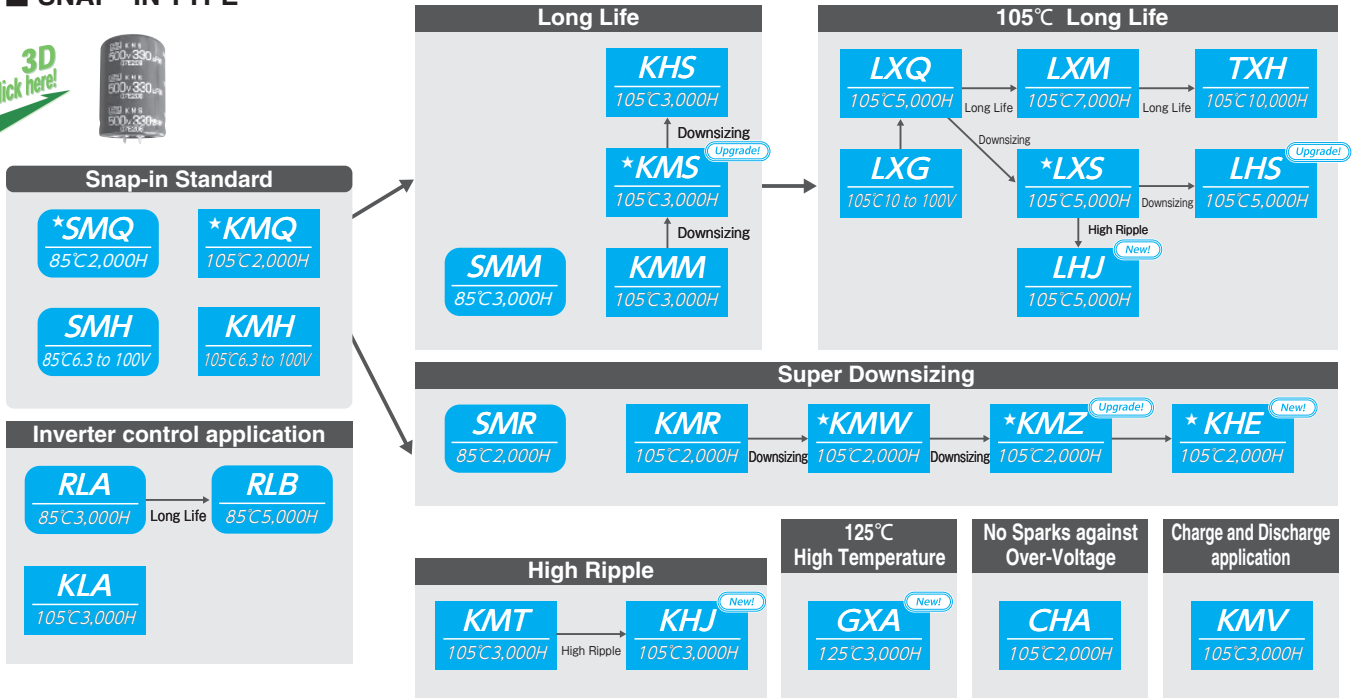 ■ SNAP-IN TYPE
3D
lick here!
500v330
500v330
500v330
Snap-in Standard
★SMQ
85℃2,000H
★KMQ
105℃2,000H
SMH
85℃6.3 to 100V
KMH
105℃6.3 to 100V
Inverter control application
RLA
85℃3,000H
Long Life
RLB
85℃5,000H
KLA
105℃3,000H
Long Life
KHS
105℃3,000H
Downsizing
Upgrade!
★KMS
105℃3,000H
Downsizing
SMM
85℃3,000H
KMM
105℃3,000H
105℃ Long Life
LXQ
105℃5,000H
Long Life
LXM
105℃7,000H
Long Life
TXH
105℃10,000H
Downsizing
LXG
105℃10 to 100V
★LXS
105℃5,000H
Downsizing
Upgrade!
LHS
105℃5,000H
High Ripple
New!
LHJ
105℃5,000H
Super Downsizing
SMR
85℃2,000H
KMR
105℃2,000H
Downsizing
★KMW
105℃2,000H
Downsizing
Upgrade!
★KMZ
105℃2,000H
New!
★KHE
105℃2,000H
High Ripple
KMT
105℃3,000H
High Ripple
New!
KHJ
105℃3,000H
125℃
High Temperature
New!
GXA
125℃3,000H
No Sparks against
Over-Voltage
CHA
105℃2,000H
Charge and Discharge
application
KMV
105℃3,000H